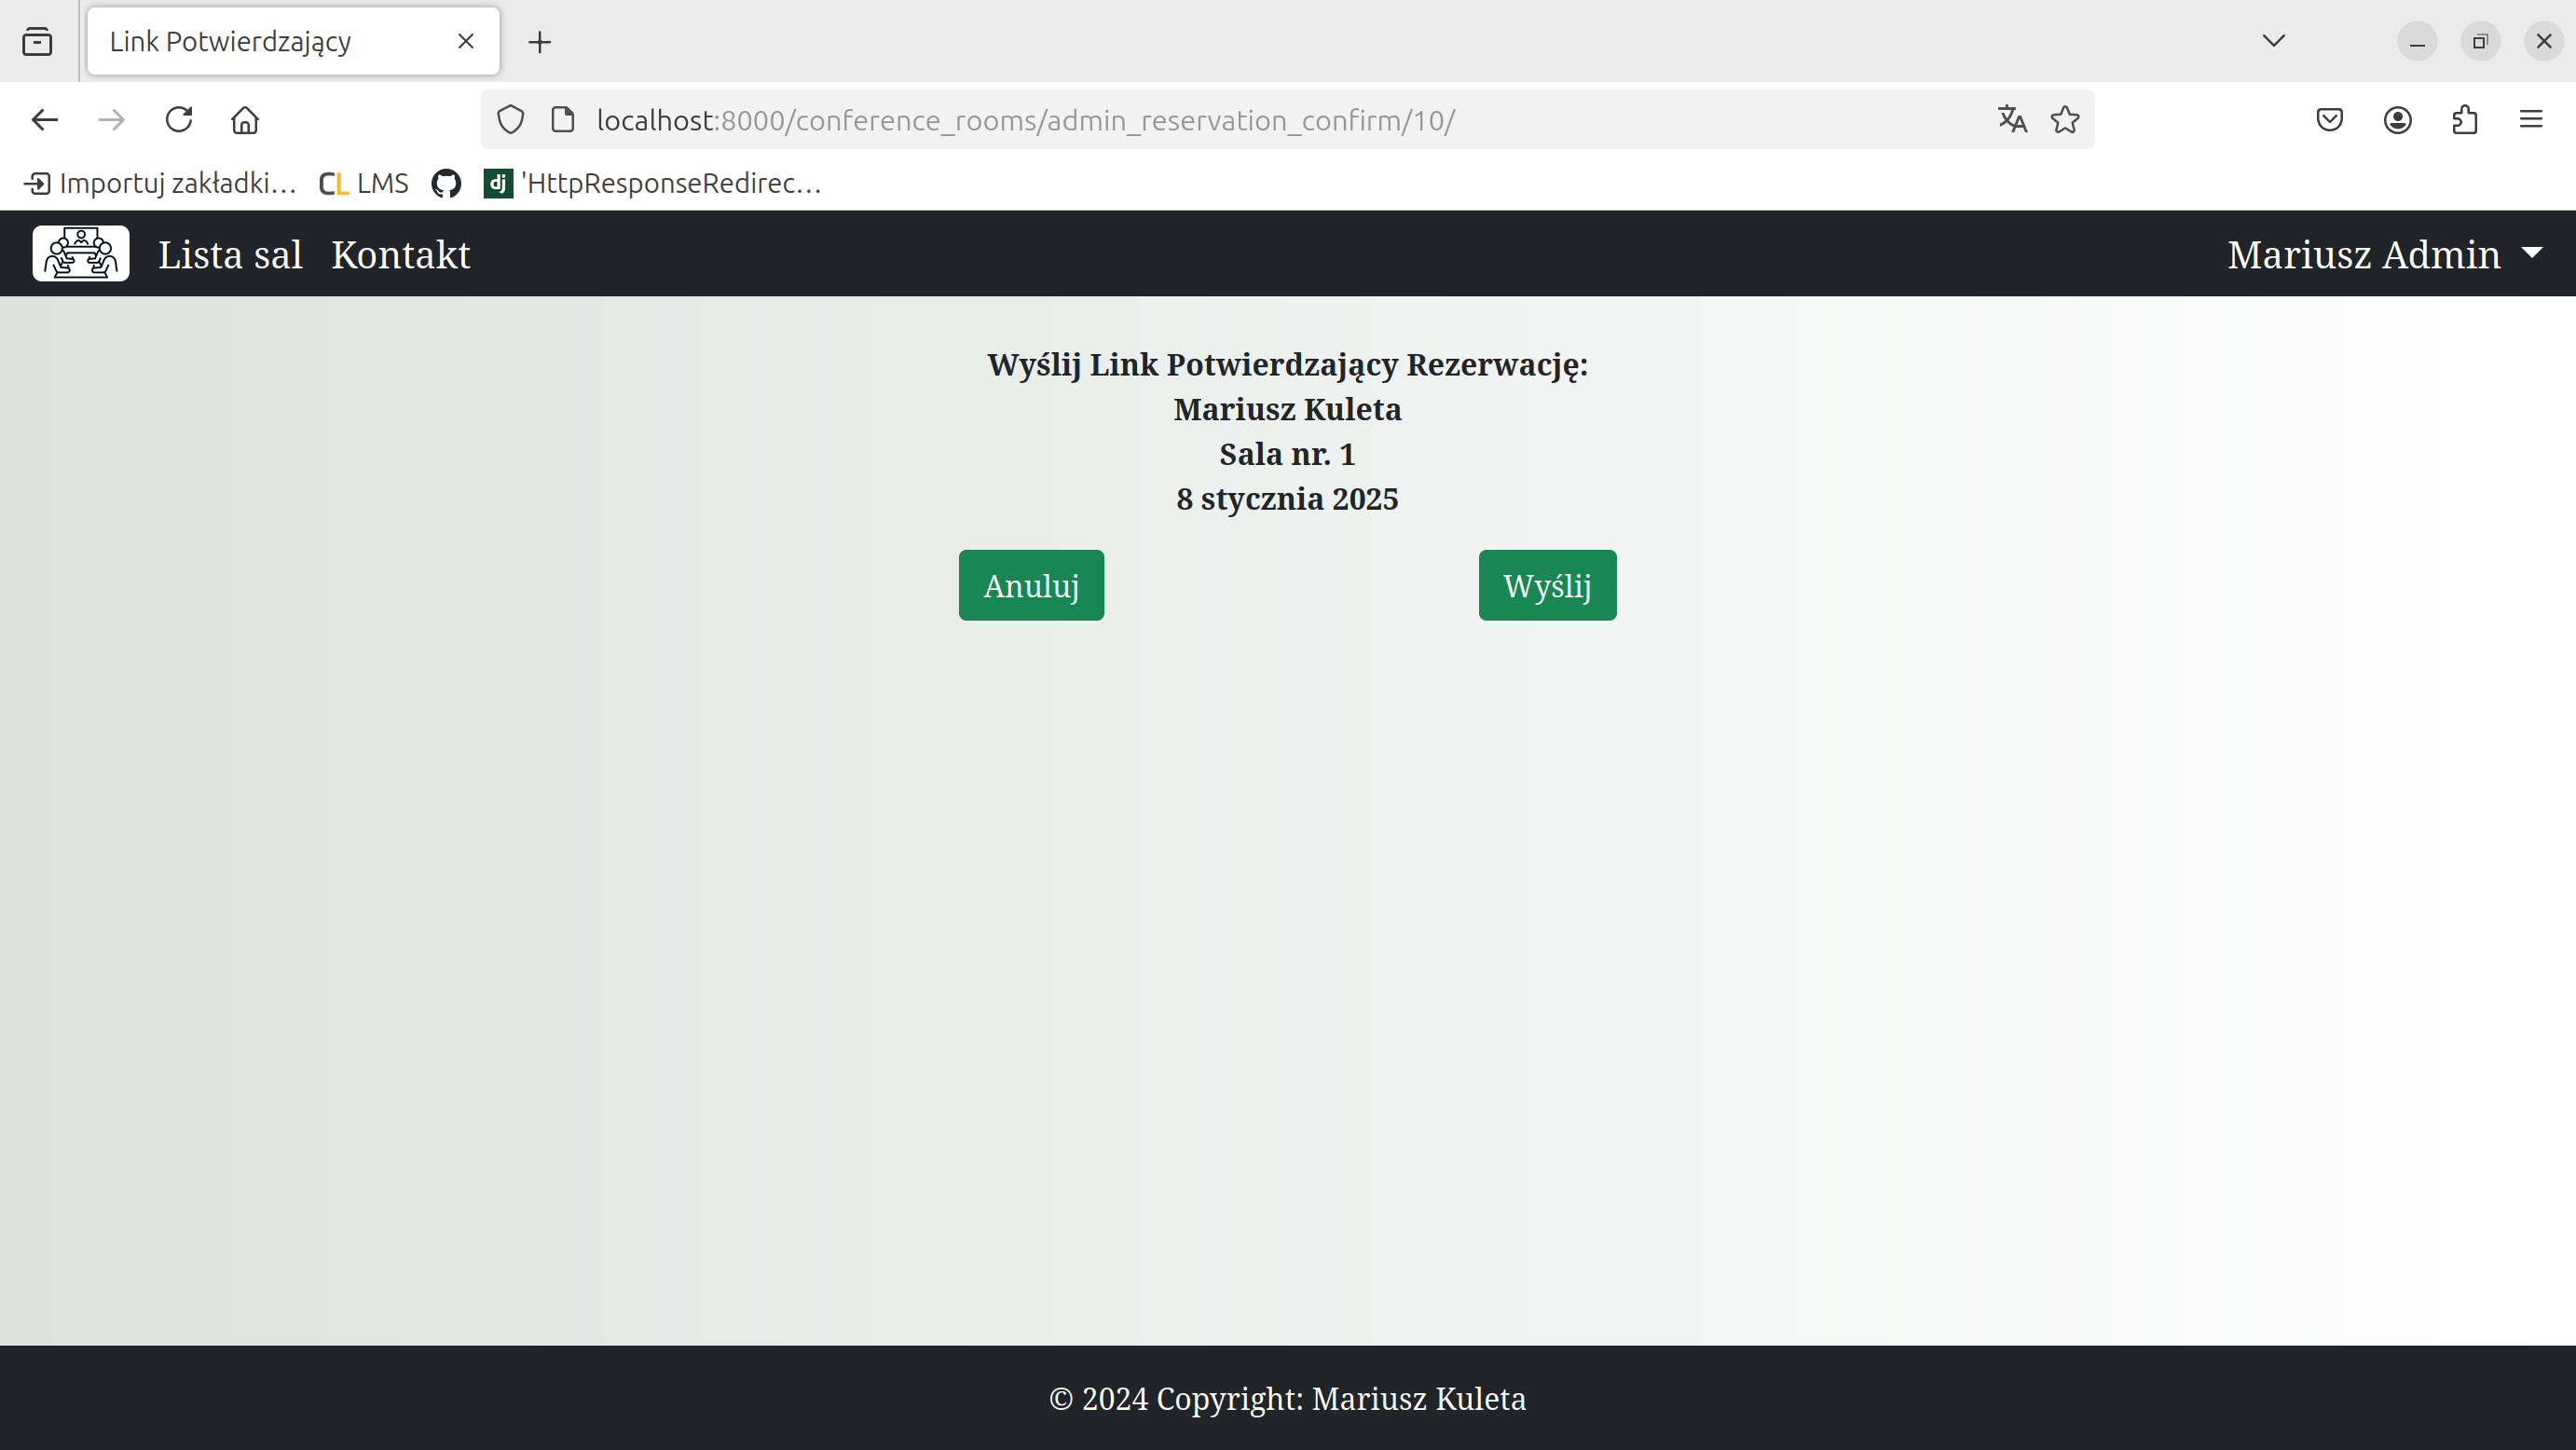 Link Potwierdzający
localhost:8000/conference_rooms/admin_reservation_confirm/10/
Importuj zakładki... CL LMS dj 'HttpResponseRedirec...
Lista sal Kontakt Mariusz Admin
Wyślij Link Potwierdzający Rezerwację:
Mariusz Kuleta
Sala nr. 1
8 stycznia 2025
Anuluj Wyślij
© 2024 Copyright: Mariusz Kuleta